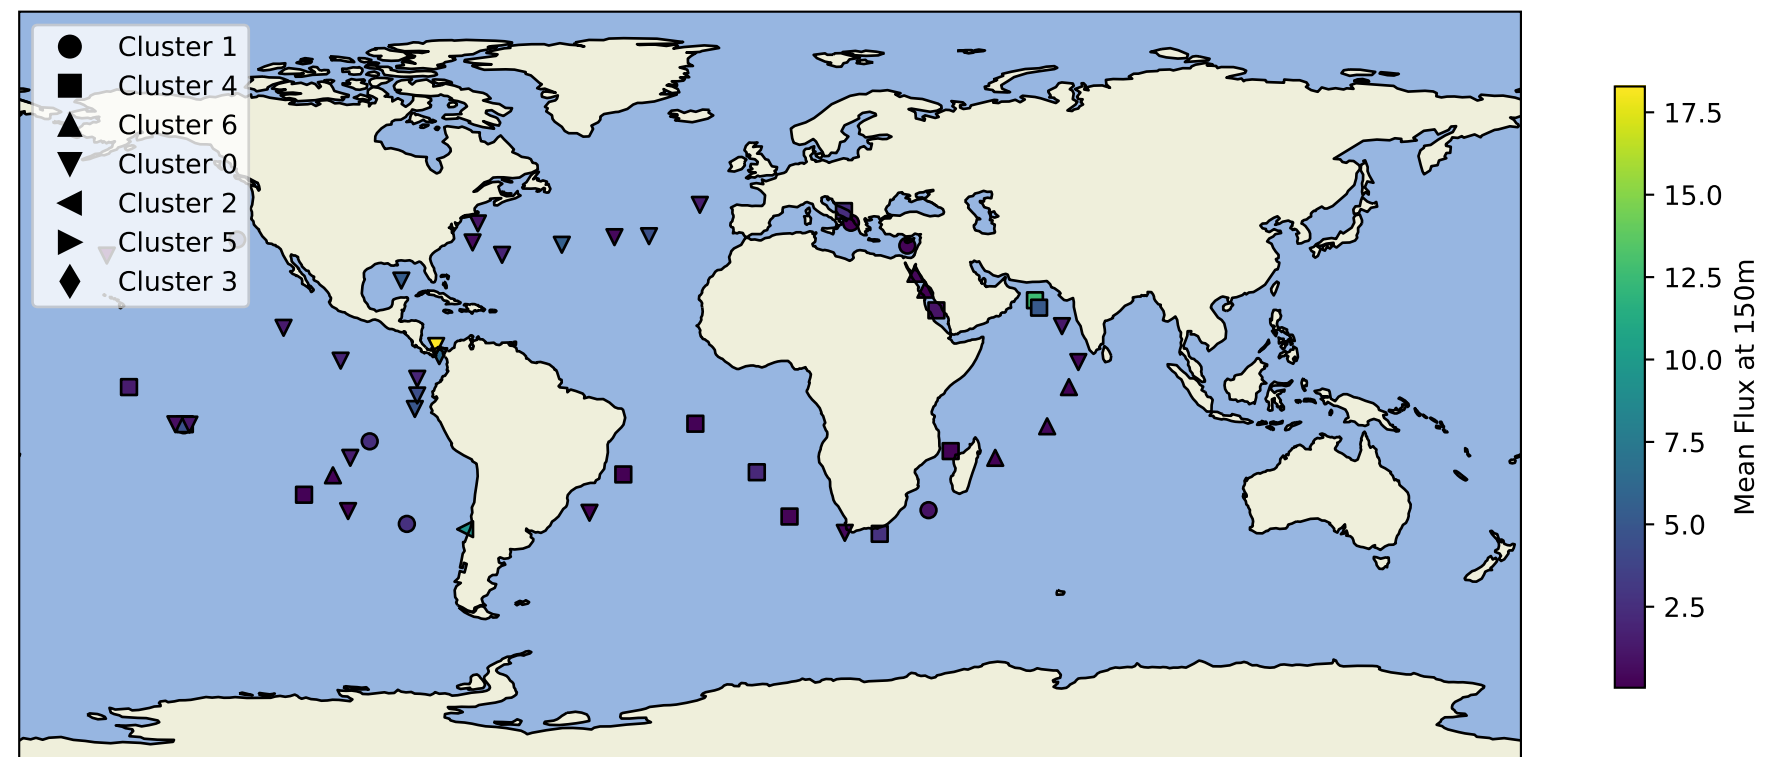 Cluster 1
Cluster 4
Cluster 6
Cluster 0
Cluster 2
Cluster 5
Cluster 3
17.5
15.0
12.5
10.0
7.5
5.0
2.5
Mean Flux at 150m